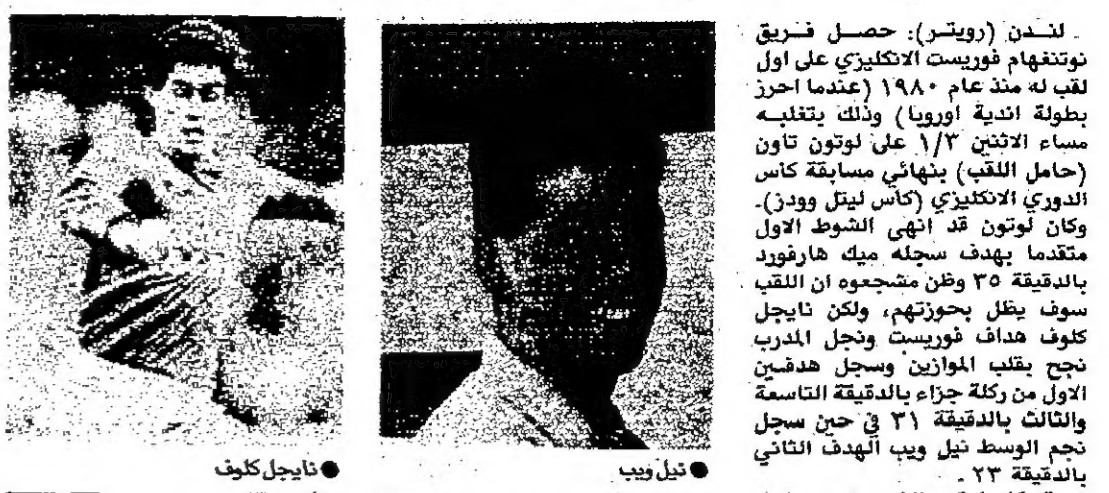 لنــدن (رويتـر): حصــل فــريق
نوتنغهام فوريست الانكليزي على اول
لقب له منذ عام ١٩٨٠ (عندما احرز
بطولة اندية اوروبا) وذلك بتغلبــه
مساء الاثنين ١/٣ على لوتون تاون
(حامل اللقب) بنهائي مسابقة كاس
الدوري الانكليزي (كاس ليتل وودز).
وكان لوتون قد انهى الشوط الاول
متقدما بهدف سجله ميك هارفورد
بالدقيقة ٣٥ وظن مشجعوه ان اللقب
سوف يظل بحوزتهم، ولكن نايجل
كلوف هداف فوريست ونجل المدرب
نجح بقلب الموازين وسجل هدفـين
الاول من ركلة جزاء بالدقيقة التاسعة
والثالث بالدقيقة ٣١ في حين سجل
نجم الوسط نيل ويب الهدف الثاني
بالدقيقة ٢٣ .
● نيل ويب
● نايجل كلوف